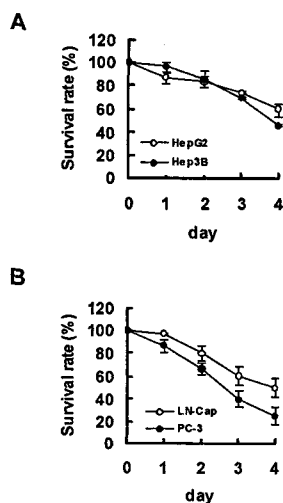 A
Survival rate (%)
120
100
80
60
40
20
0
HepG2
Hep3B
0 1 2 3 4
day
B
Survival rate (%)
120
100
80
60
40
20
0
LN-Cap
PC-3
0 1 2 3 4
day